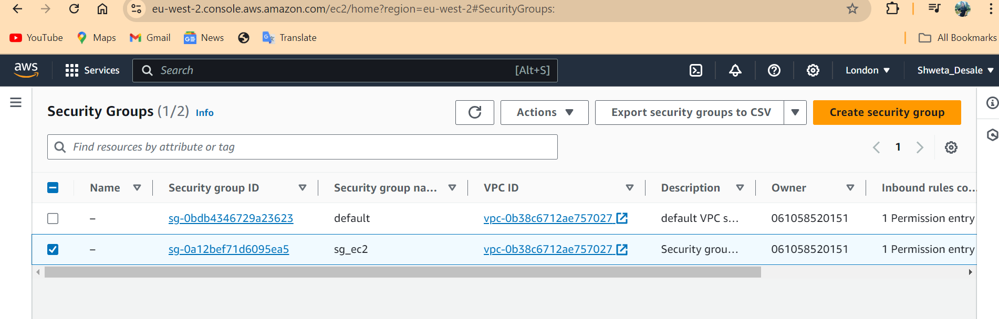 eu-west-2.console.aws.amazon.com/ec2/home?region=eu-west-2#SecurityGroups:
YouTube Maps Gmail News Translate All Bookmarks
aws Services Search [Alt+S] London Shweta_Desale
Security Groups (1/2) Info Actions Export security groups to CSV Create security group
Find resources by attribute or tag 1
Name Security group ID Security group na... VPC ID Description Owner Inbound rules co...
– sg-0bdb4346729a23623 default vpc-0b38c6712ae757027 default VPC s... 061058520151 1 Permission entry
– sg-0a12bef71d6095ea5 sg_ec2 vpc-0b38c6712ae757027 Security grou... 061058520151 1 Permission entry